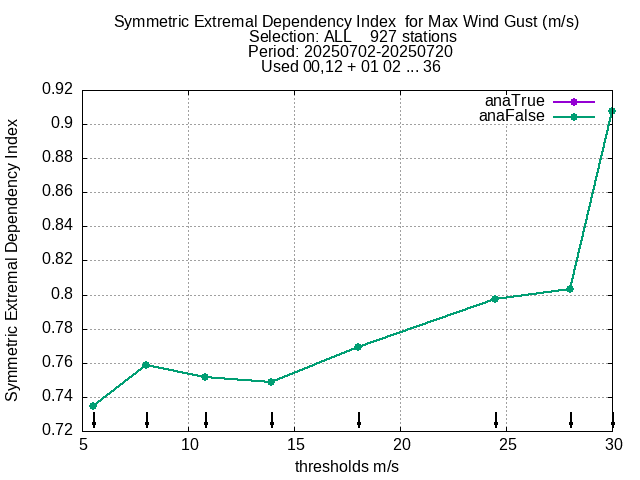 Symmetric Extremal Dependency Index  for Max Wind Gust (m/s)
Selection: ALL    927 stations
Period: 20250702-20250720
Used 00,12 + 01 02 ... 36
anaTrue
anaFalse
Symmetric Extremal Dependency Index
0.92
0.9
0.88
0.86
0.84
0.82
0.8
0.78
0.76
0.74
0.72
5 10 15 20 25 30
thresholds m/s